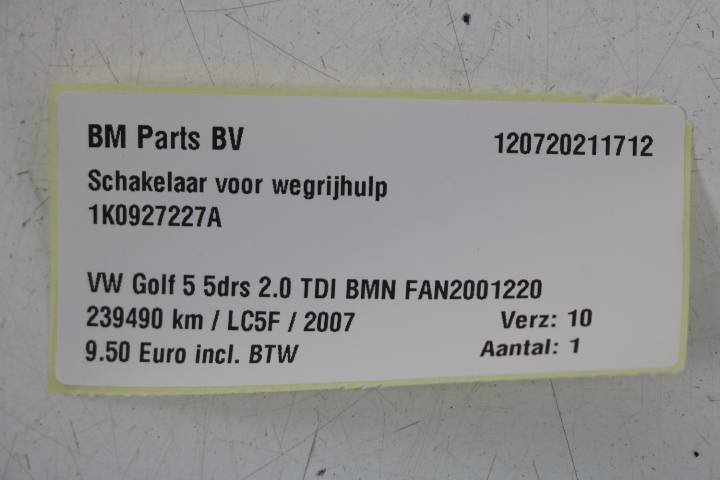 BM Parts BV 120720211712
Schakelaar voor wegrijhulp
1K0927227A
VW Golf 5 5drs 2.0 TDI BMN FAN2001220
239490 km / LC5F / 2007 Verz: 10
9.50 Euro incl. BTW Aantal: 1